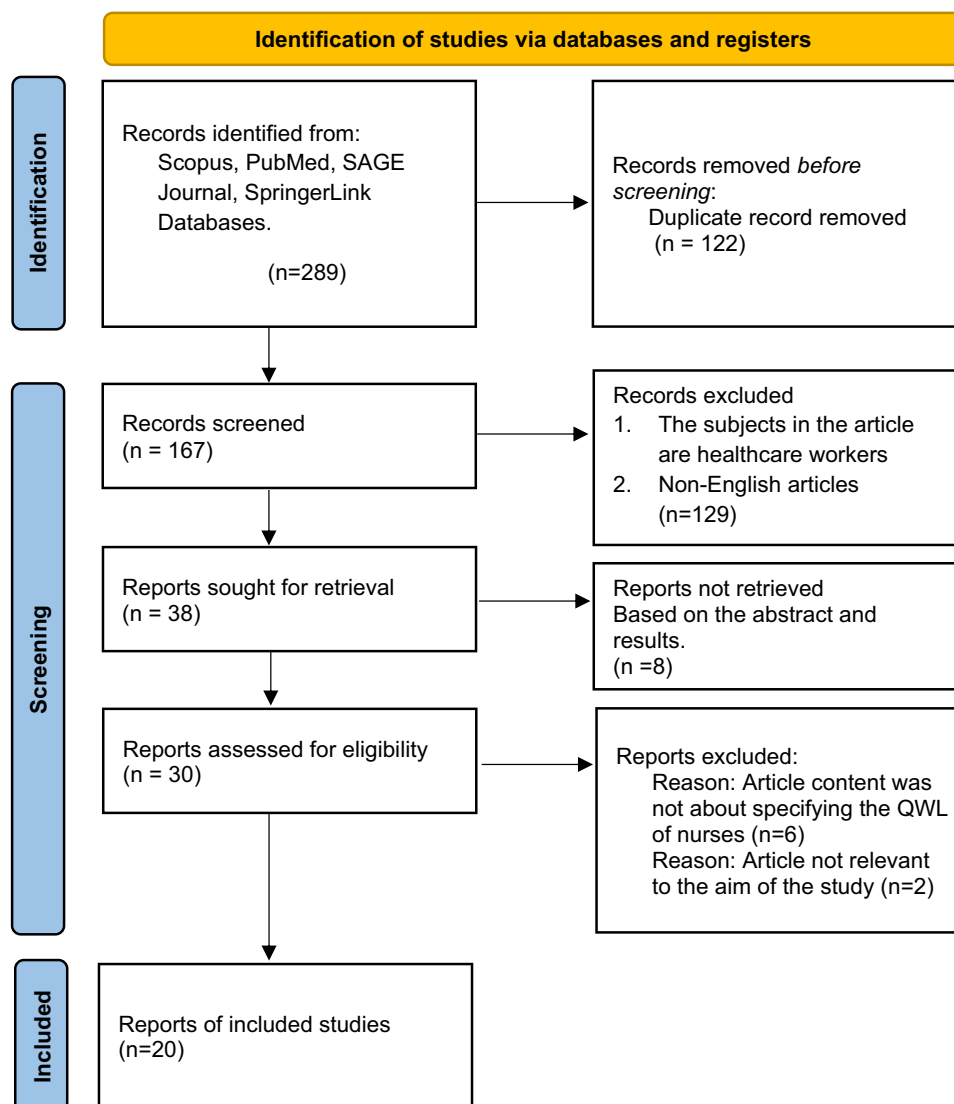 Identification of studies via databases and registers
Identification
Records identified from:
Scopus, PubMed, SAGE
Journal, SpringerLink
Databases.
(n=289)
Records removed before
screening:
Duplicate record removed
(n = 122)
Screening
Records screened
(n = 167)
Records excluded
1. The subjects in the article
are healthcare workers
2. Non-English articles
(n=129)
Reports sought for retrieval
(n = 38)
Reports not retrieved
Based on the abstract and
results.
(n =8)
Reports assessed for eligibility
(n = 30)
Reports excluded:
Reason: Article content was
not about specifying the QWL
of nurses (n=6)
Reason: Article not relevant
to the aim of the study (n=2)
Included
Reports of included studies
(n=20)